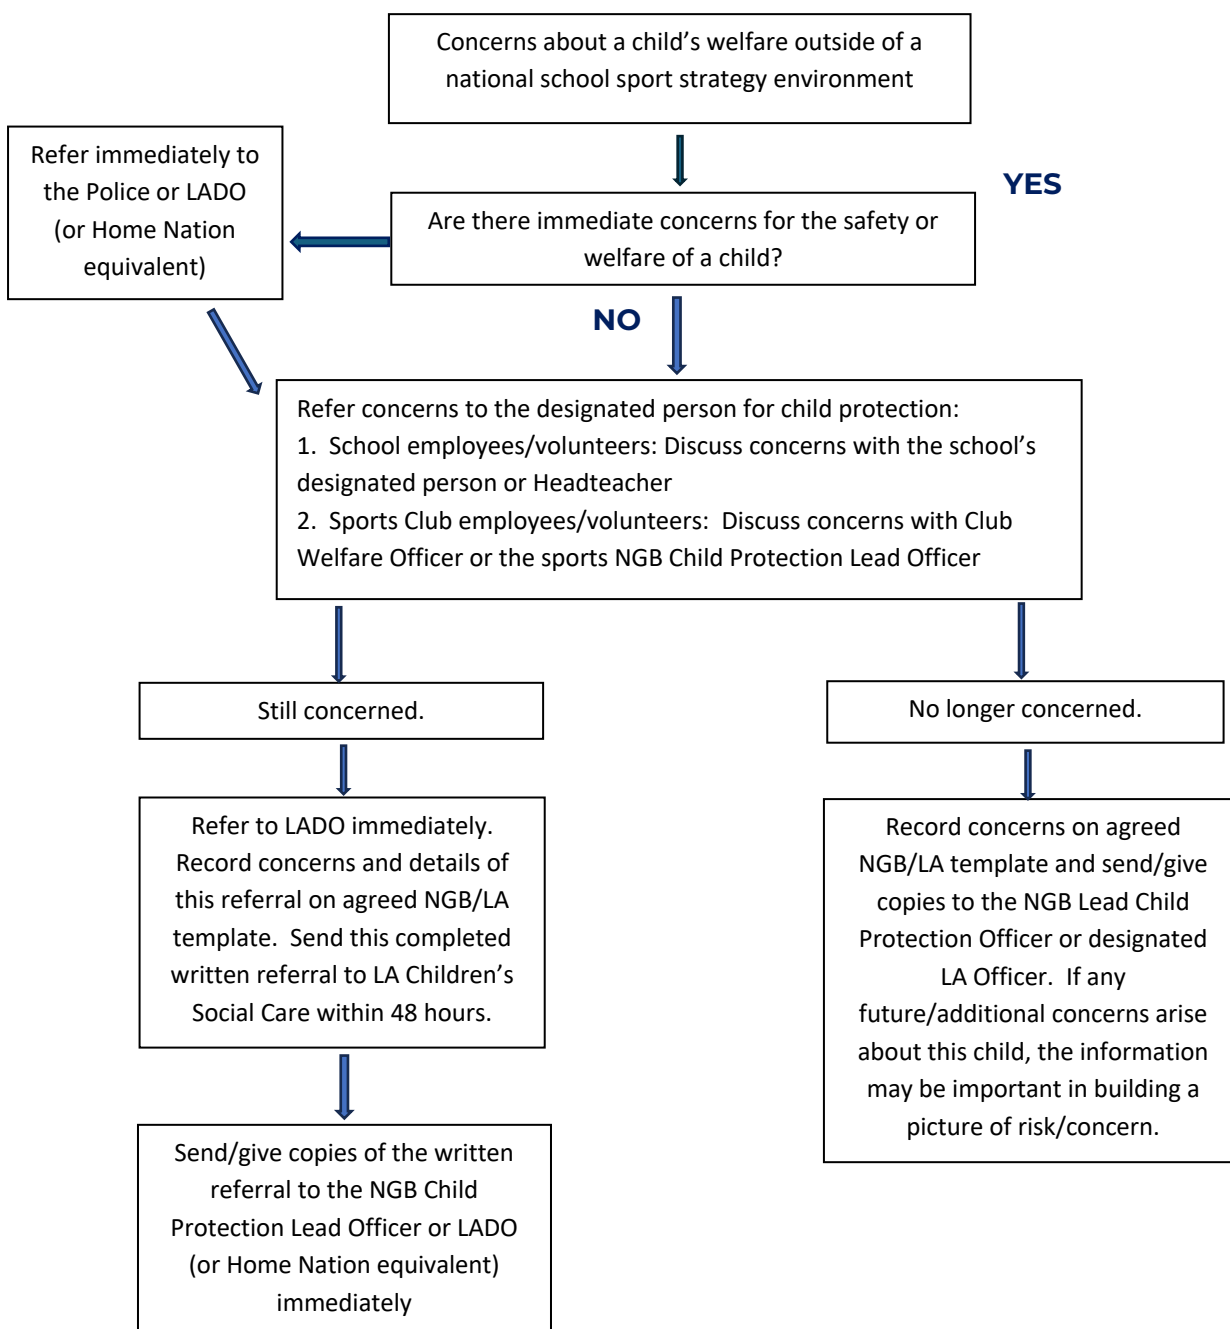 Concerns about a child’s welfare outside of a
national school sport strategy environment
Refer immediately to
the Police or LADO
(or Home Nation
equivalent)
YES
Are there immediate concerns for the safety or
welfare of a child?
NO
Refer concerns to the designated person for child protection:
1. School employees/volunteers: Discuss concerns with the school’s
designated person or Headteacher
2. Sports Club employees/volunteers: Discuss concerns with Club
Welfare Officer or the sports NGB Child Protection Lead Officer
Still concerned.
No longer concerned.
Refer to LADO immediately.
Record concerns and details of
this referral on agreed NGB/LA
template. Send this completed
written referral to LA Children’s
Social Care within 48 hours.
Record concerns on agreed
NGB/LA template and send/give
copies to the NGB Lead Child
Protection Officer or designated
LA Officer. If any
future/additional concerns arise
about this child, the information
may be important in building a
picture of risk/concern.
Send/give copies of the written
referral to the NGB Child
Protection Lead Officer or LADO
(or Home Nation equivalent)
immediately